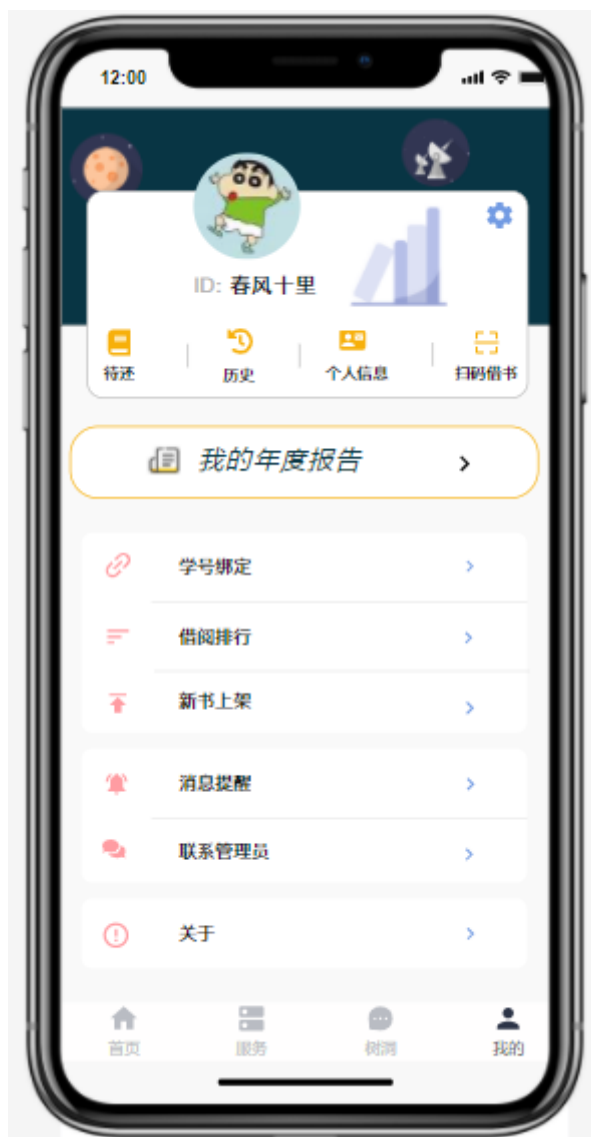 12:00
ID: 春风十里
待还 历史 个人信息 扫码借书
我的年度报告
学号绑定
借阅排行
新书上架
消息提醒
联系管理员
关于
首页 服务 树洞 我的